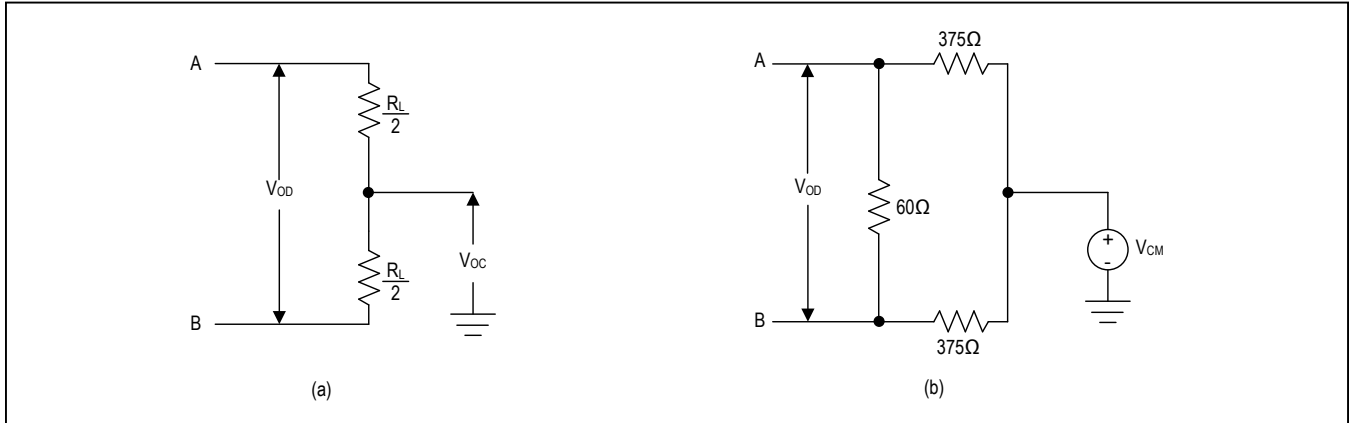 A
R_L
2
V_OD
V_OC
R_L
2
B
(a)
375Ω
A
V_OD
60Ω
+
-
V_CM
B
375Ω
(b)